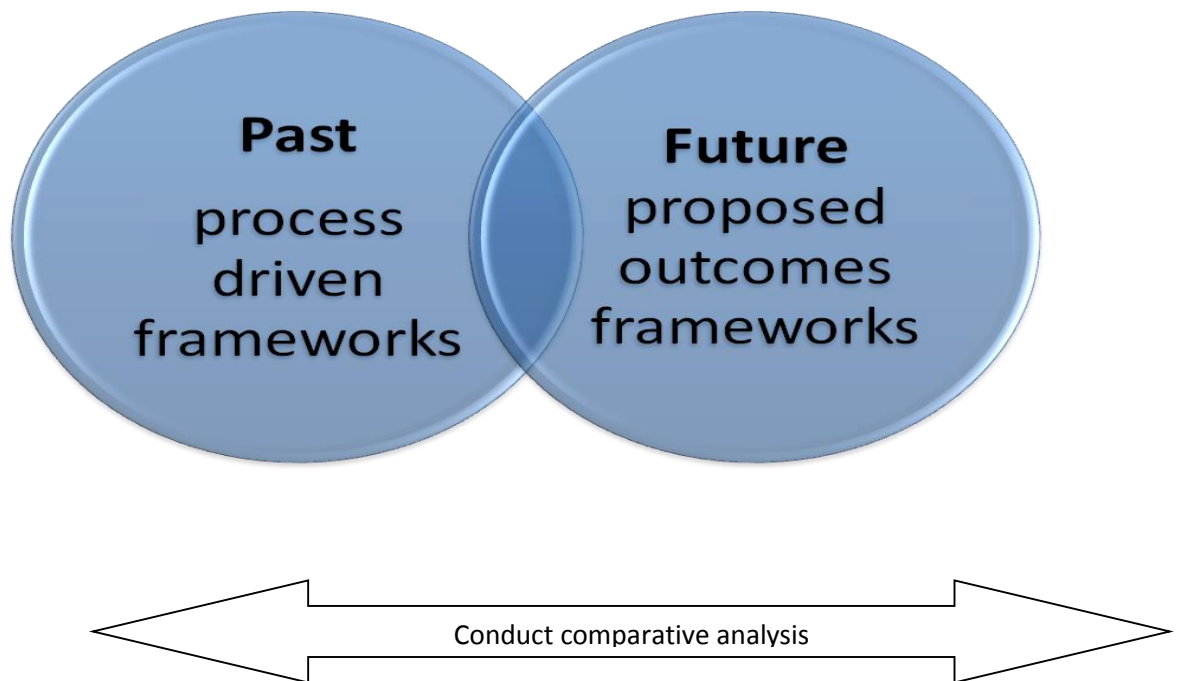 Past
process
driven
frameworks
Future
proposed
outcomes
frameworks
Conduct comparative analysis